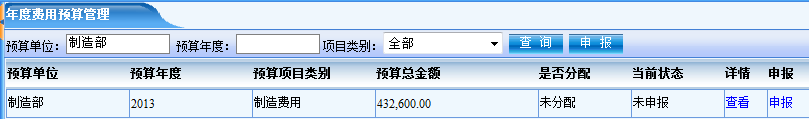 年度费用预算管理
预算单位: 制造部 预算年度: 项目类别: 全部 查 询 申 报
预算单位 预算年度 预算项目类别 预算总金额 是否分配 当前状态 详情 申报
制造部 2013 制造费用 432,600.00 未分配 未申报 查看 申报